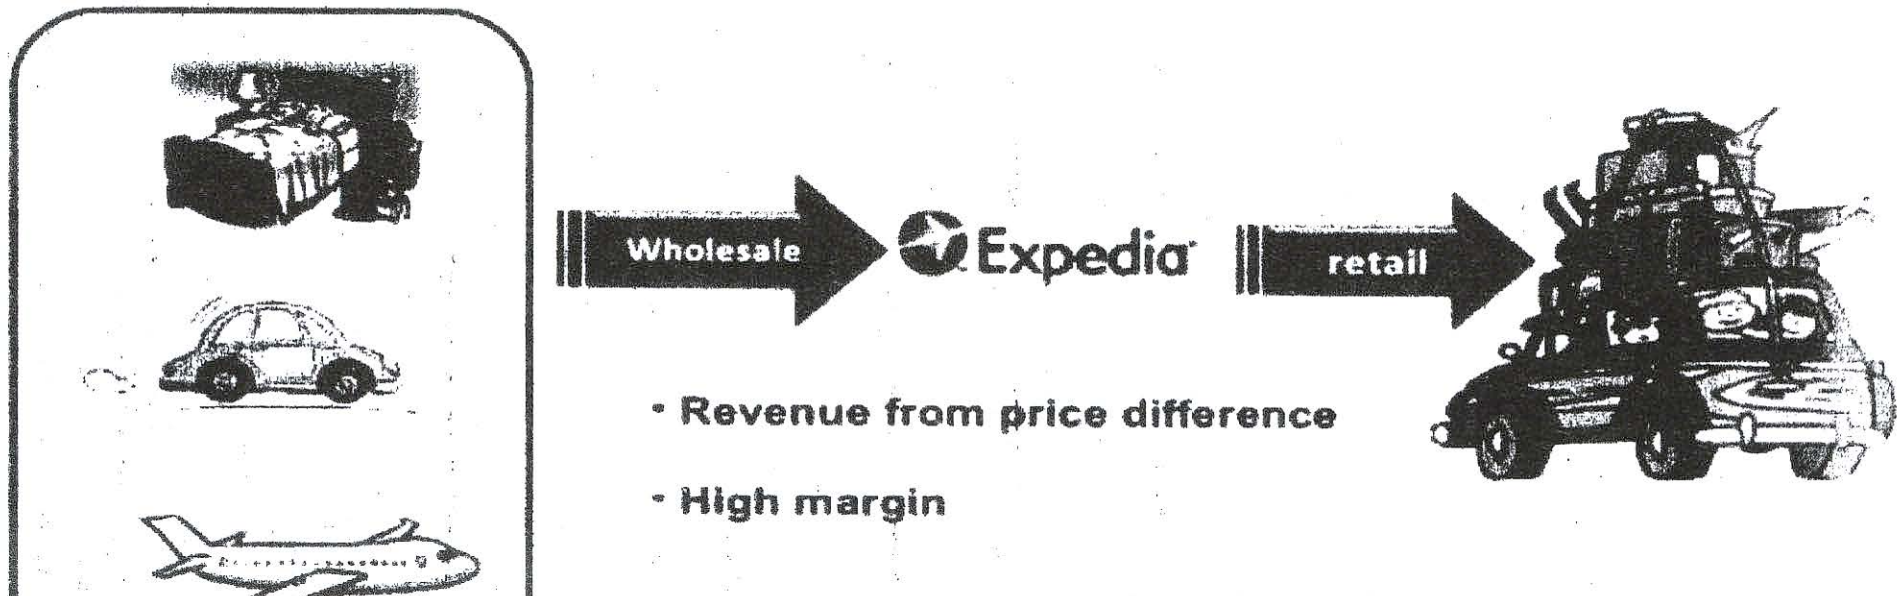 Wholesale
Expedia
retail
· Revenue from price difference
· High margin